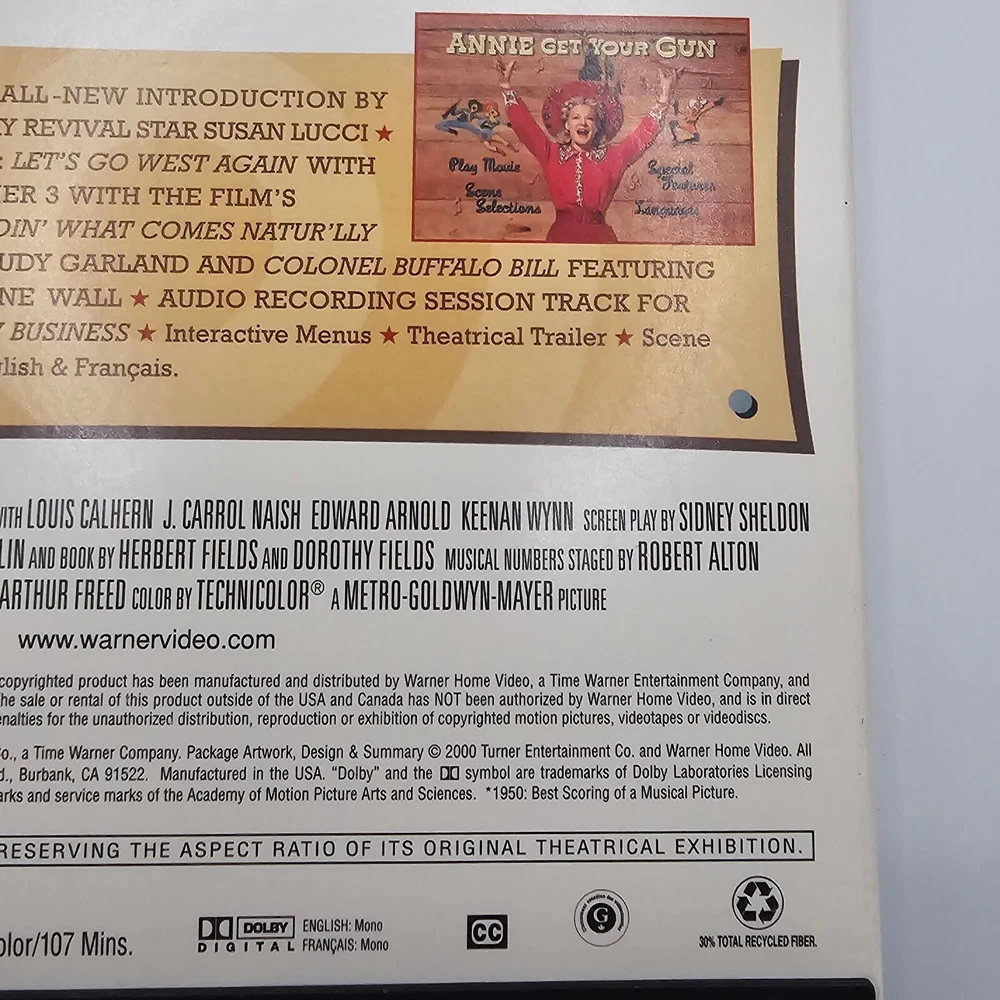 ANNIE GET YOUR GUN
Play Movie
Scene
Selections
Special
Features
Languages
ALL-NEW INTRODUCTION BY
Y REVIVAL STAR SUSAN LUCCI ★
: LET'S GO WEST AGAIN WITH
ER 3 WITH THE FILM'S
OIN' WHAT COMES NATUR'LLY
UDY GARLAND AND COLONEL BUFFALO BILL FEATURING
NE WALL ★ AUDIO RECORDING SESSION TRACK FOR
BUSINESS ★ Interactive Menus ★ Theatrical Trailer ★ Scene
lish & Français.
WITH LOUIS CALHERN J. CARROL NAISH EDWARD ARNOLD KEENAN WYNN SCREEN PLAY BY SIDNEY SHELDON
LIN AND BOOK BY HERBERT FIELDS AND DOROTHY FIELDS MUSICAL NUMBERS STAGED BY ROBERT ALTON
ARTHUR FREED COLOR BY TECHNICOLOR® A METRO-GOLDWYN-MAYER PICTURE
www.warnervideo.com
copyrighted product has been manufactured and distributed by Warner Home Video, a Time Warner Entertainment Company, and
he sale or rental of this product outside of the USA and Canada has NOT been authorized by Warner Home Video, and is in direct
enalties for the unauthorized distribution, reproduction or exhibition of copyrighted motion pictures, videotapes or videodiscs.
o., a Time Warner Company. Package Artwork, Design & Summary © 2000 Turner Entertainment Co. and Warner Home Video. All
d., Burbank, CA 91522. Manufactured in the USA. "Dolby" and the DD symbol are trademarks of Dolby Laboratories Licensing
arks and service marks of the Academy of Motion Picture Arts and Sciences. *1950: Best Scoring of a Musical Picture.
RESERVING THE ASPECT RATIO OF ITS ORIGINAL THEATRICAL EXHIBITION.
olor/107 Mins.
DOLBY
DIGITAL
ENGLISH: Mono
FRANÇAIS: Mono
CC
G
30% TOTAL RECYCLED FIBER.